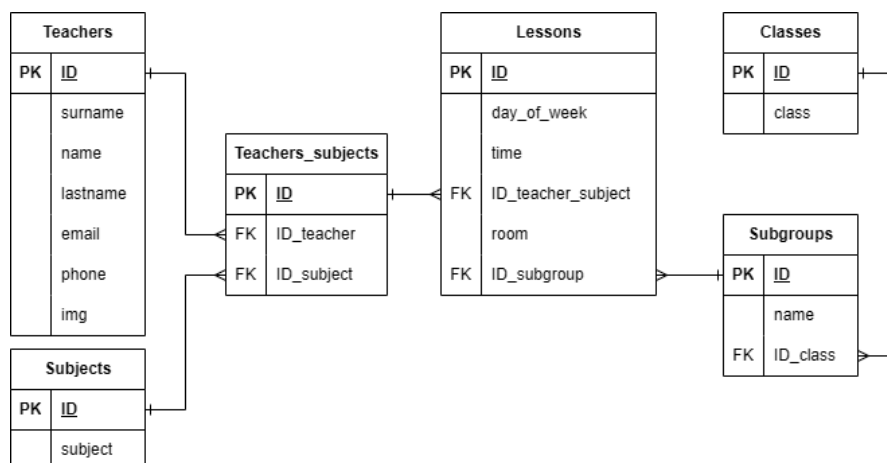 Teachers
PK ID
surname
name
lastname
email
phone
img
Subjects
PK ID
subject
Teachers_subjects
PK ID
FK ID_teacher
FK ID_subject
Lessons
PK ID
day_of_week
time
FK ID_teacher_subject
room
FK ID_subgroup
Classes
PK ID
class
Subgroups
PK ID
name
FK ID_class